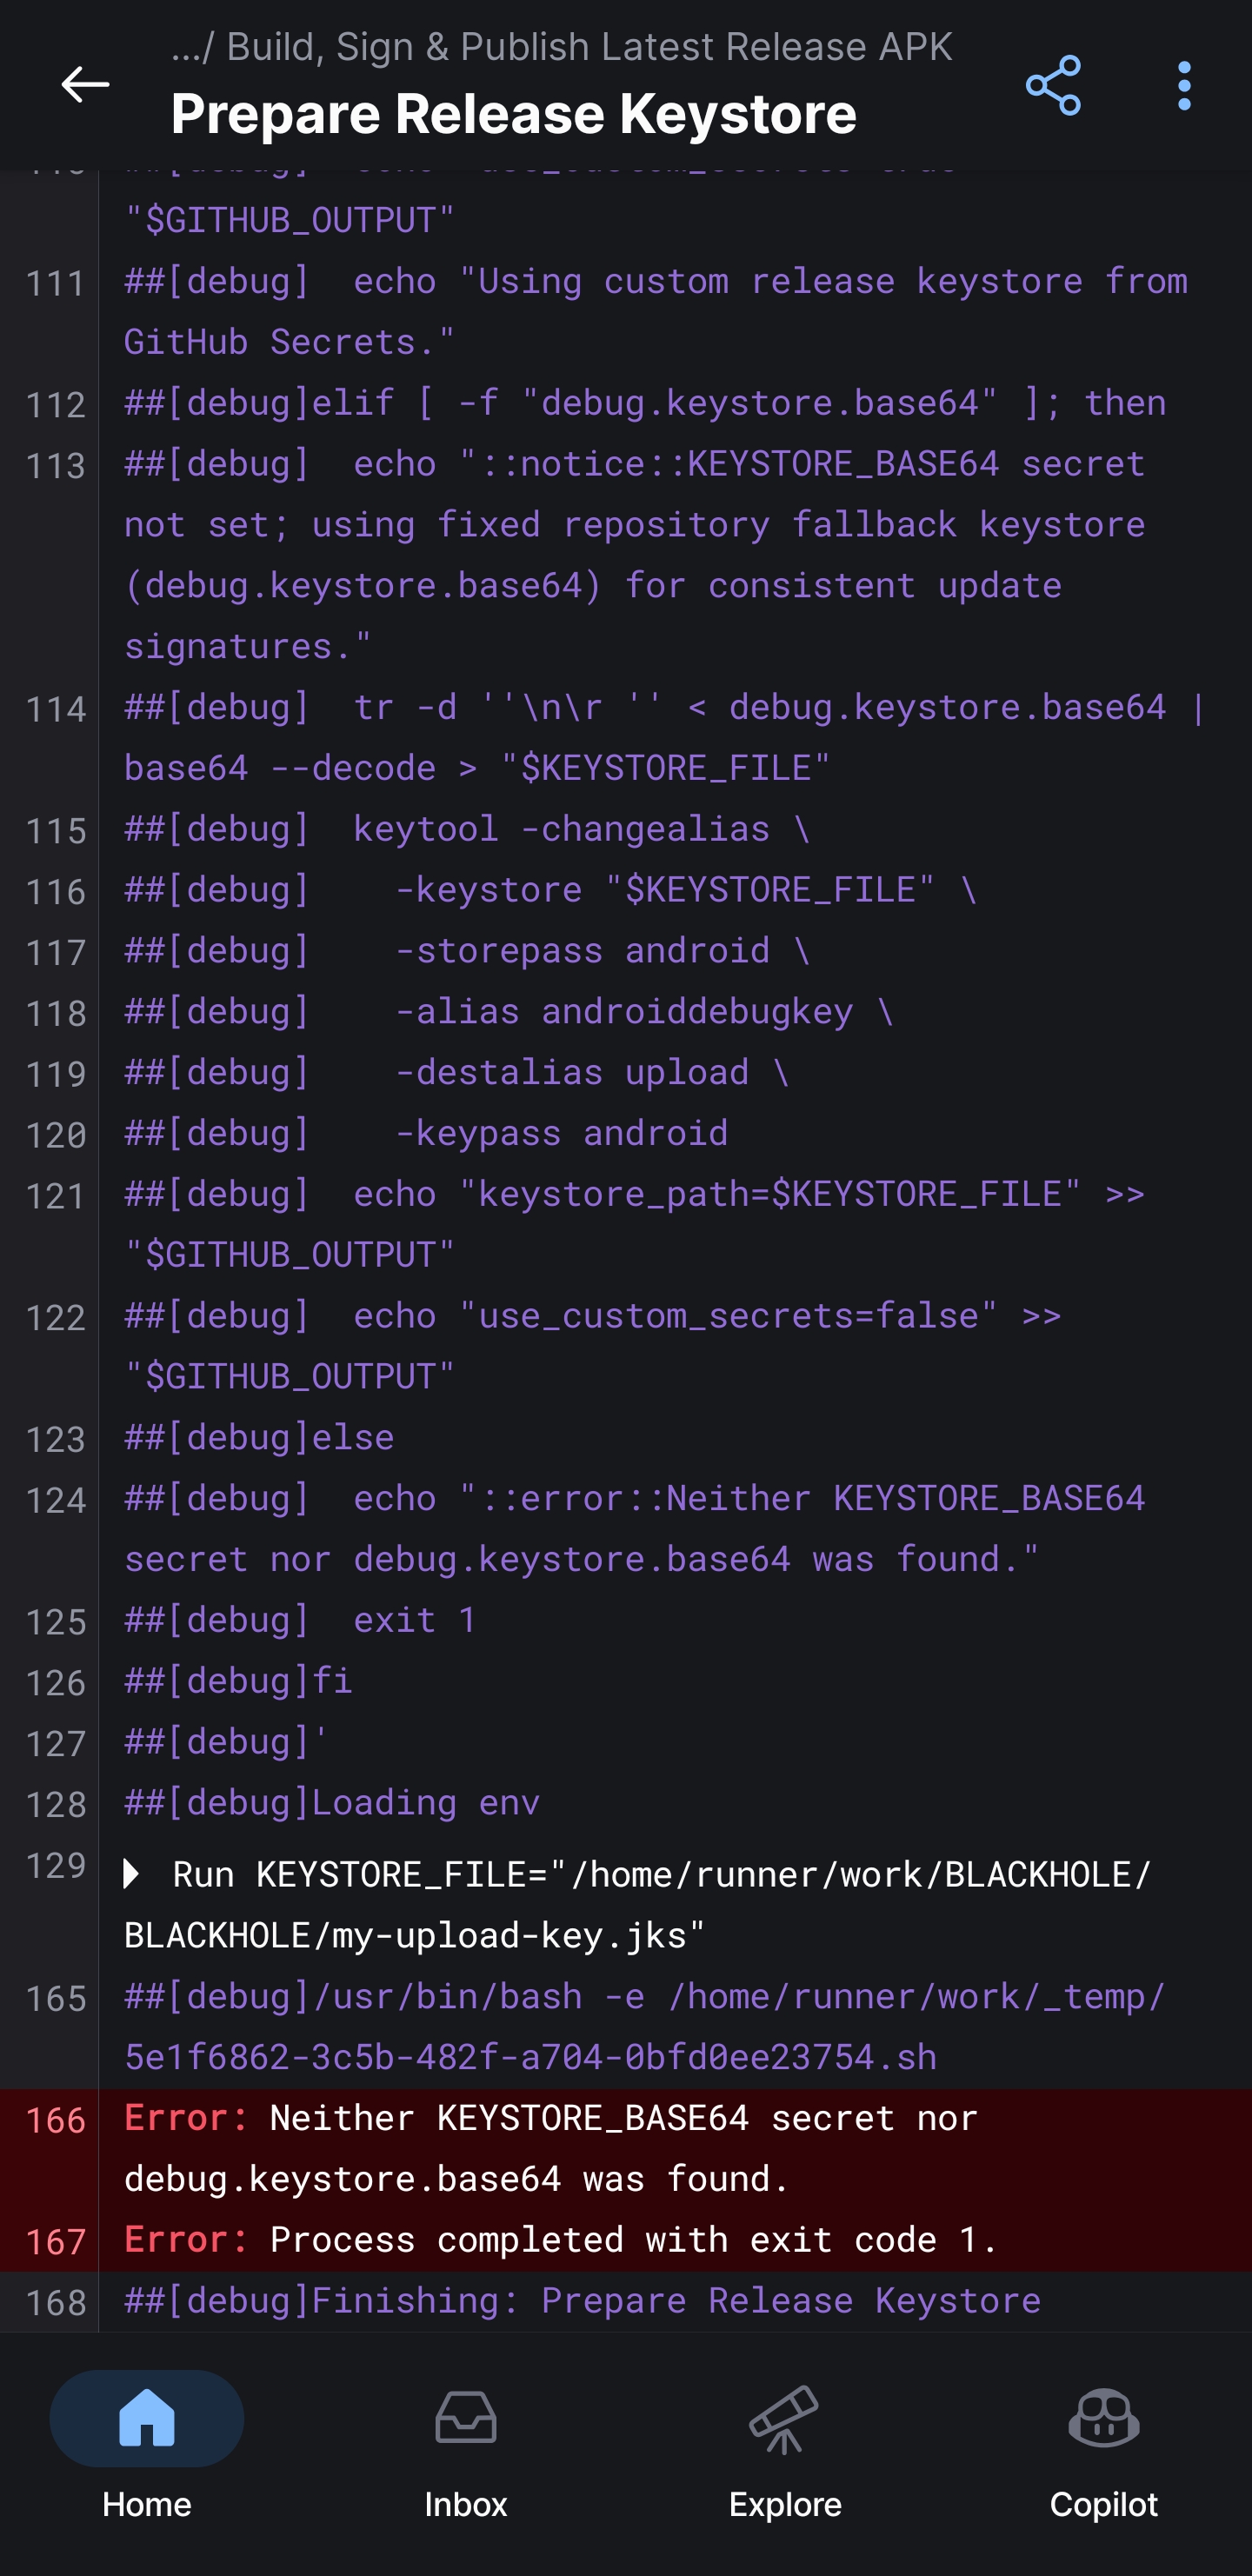 .../ Build, Sign & Publish Latest Release APK
Prepare Release Keystore
"$GITHUB_OUTPUT"
111 ##[debug]  echo "Using custom release keystore from
GitHub Secrets."
112 ##[debug]elif [ -f "debug.keystore.base64" ]; then
113 ##[debug]  echo "::notice::KEYSTORE_BASE64 secret
not set; using fixed repository fallback keystore
(debug.keystore.base64) for consistent update
signatures."
114 ##[debug]  tr -d ''\n\r '' < debug.keystore.base64 |
base64 --decode > "$KEYSTORE_FILE"
115 ##[debug]  keytool -changealias \
116 ##[debug]    -keystore "$KEYSTORE_FILE" \
117 ##[debug]    -storepass android \
118 ##[debug]    -alias androiddebugkey \
119 ##[debug]    -destalias upload \
120 ##[debug]    -keypass android
121 ##[debug]  echo "keystore_path=$KEYSTORE_FILE" >>
"$GITHUB_OUTPUT"
122 ##[debug]  echo "use_custom_secrets=false" >>
"$GITHUB_OUTPUT"
123 ##[debug]else
124 ##[debug]  echo "::error::Neither KEYSTORE_BASE64
secret nor debug.keystore.base64 was found."
125 ##[debug]  exit 1
126 ##[debug]fi
127 ##[debug]'
128 ##[debug]Loading env
129 Run KEYSTORE_FILE="/home/runner/work/BLACKHOLE/
BLACKHOLE/my-upload-key.jks"
165 ##[debug]/usr/bin/bash -e /home/runner/work/_temp/
5e1f6862-3c5b-482f-a704-0bfd0ee23754.sh
166 Error: Neither KEYSTORE_BASE64 secret nor
debug.keystore.base64 was found.
167 Error: Process completed with exit code 1.
168 ##[debug]Finishing: Prepare Release Keystore
Home Inbox Explore Copilot